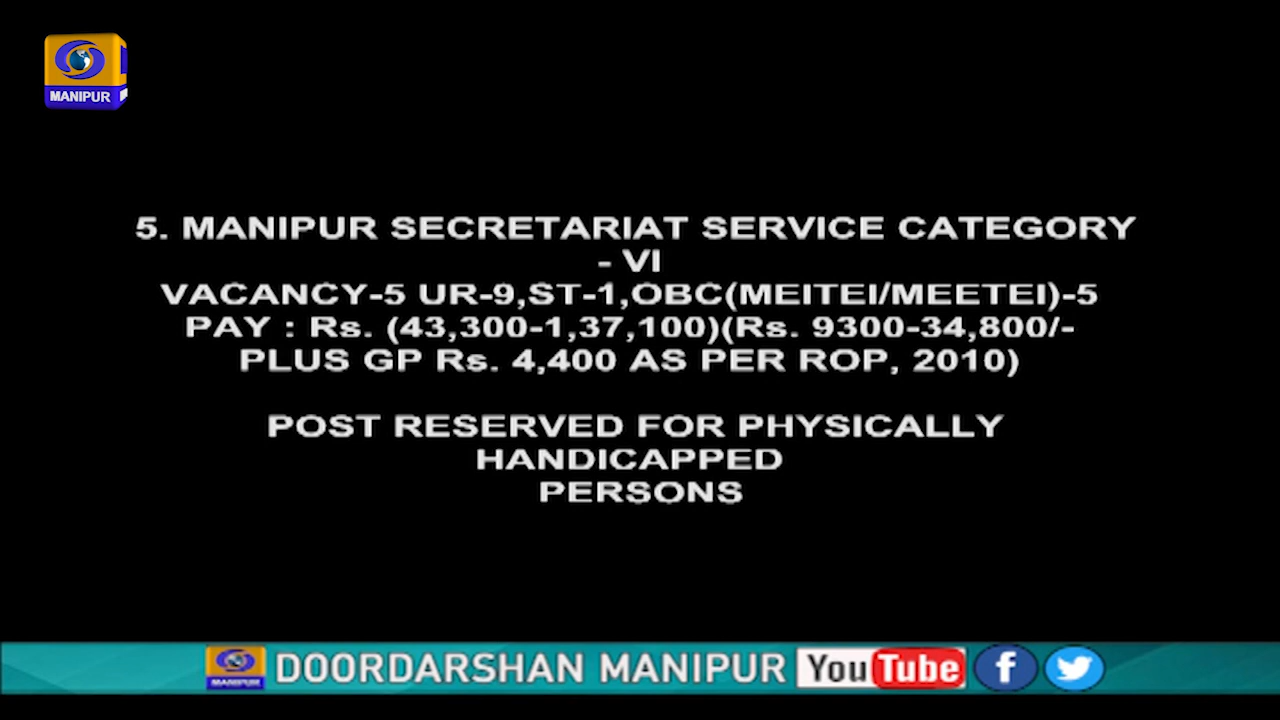 MANIPUR
5. MANIPUR SECRETARIAT SERVICE CATEGORY
- VI
VACANCY-5 UR-9,ST-1,OBC(MEITEI/MEETEI)-5
PAY : Rs. (43,300-1,37,100)(Rs. 9300-34,800/-
PLUS GP Rs. 4,400 AS PER ROP, 2010)
POST RESERVED FOR PHYSICALLY
HANDICAPPED
PERSONS
MANIPUR DOORDARSHAN MANIPUR YouTube f